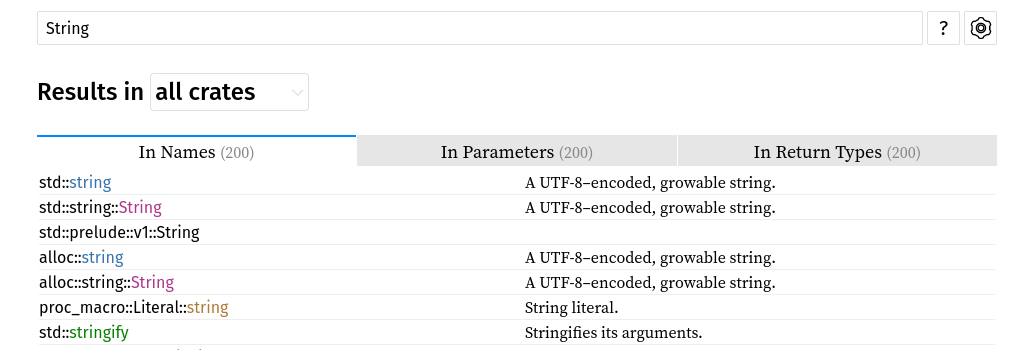 String ?
Results in all crates
In Names (200) In Parameters (200) In Return Types (200)
std::string A UTF-8–encoded, growable string.
std::string::String A UTF-8–encoded, growable string.
std::prelude::v1::String
alloc::string A UTF-8–encoded, growable string.
alloc::string::String A UTF-8–encoded, growable string.
proc_macro::Literal::string String literal.
std::stringify Stringifies its arguments.